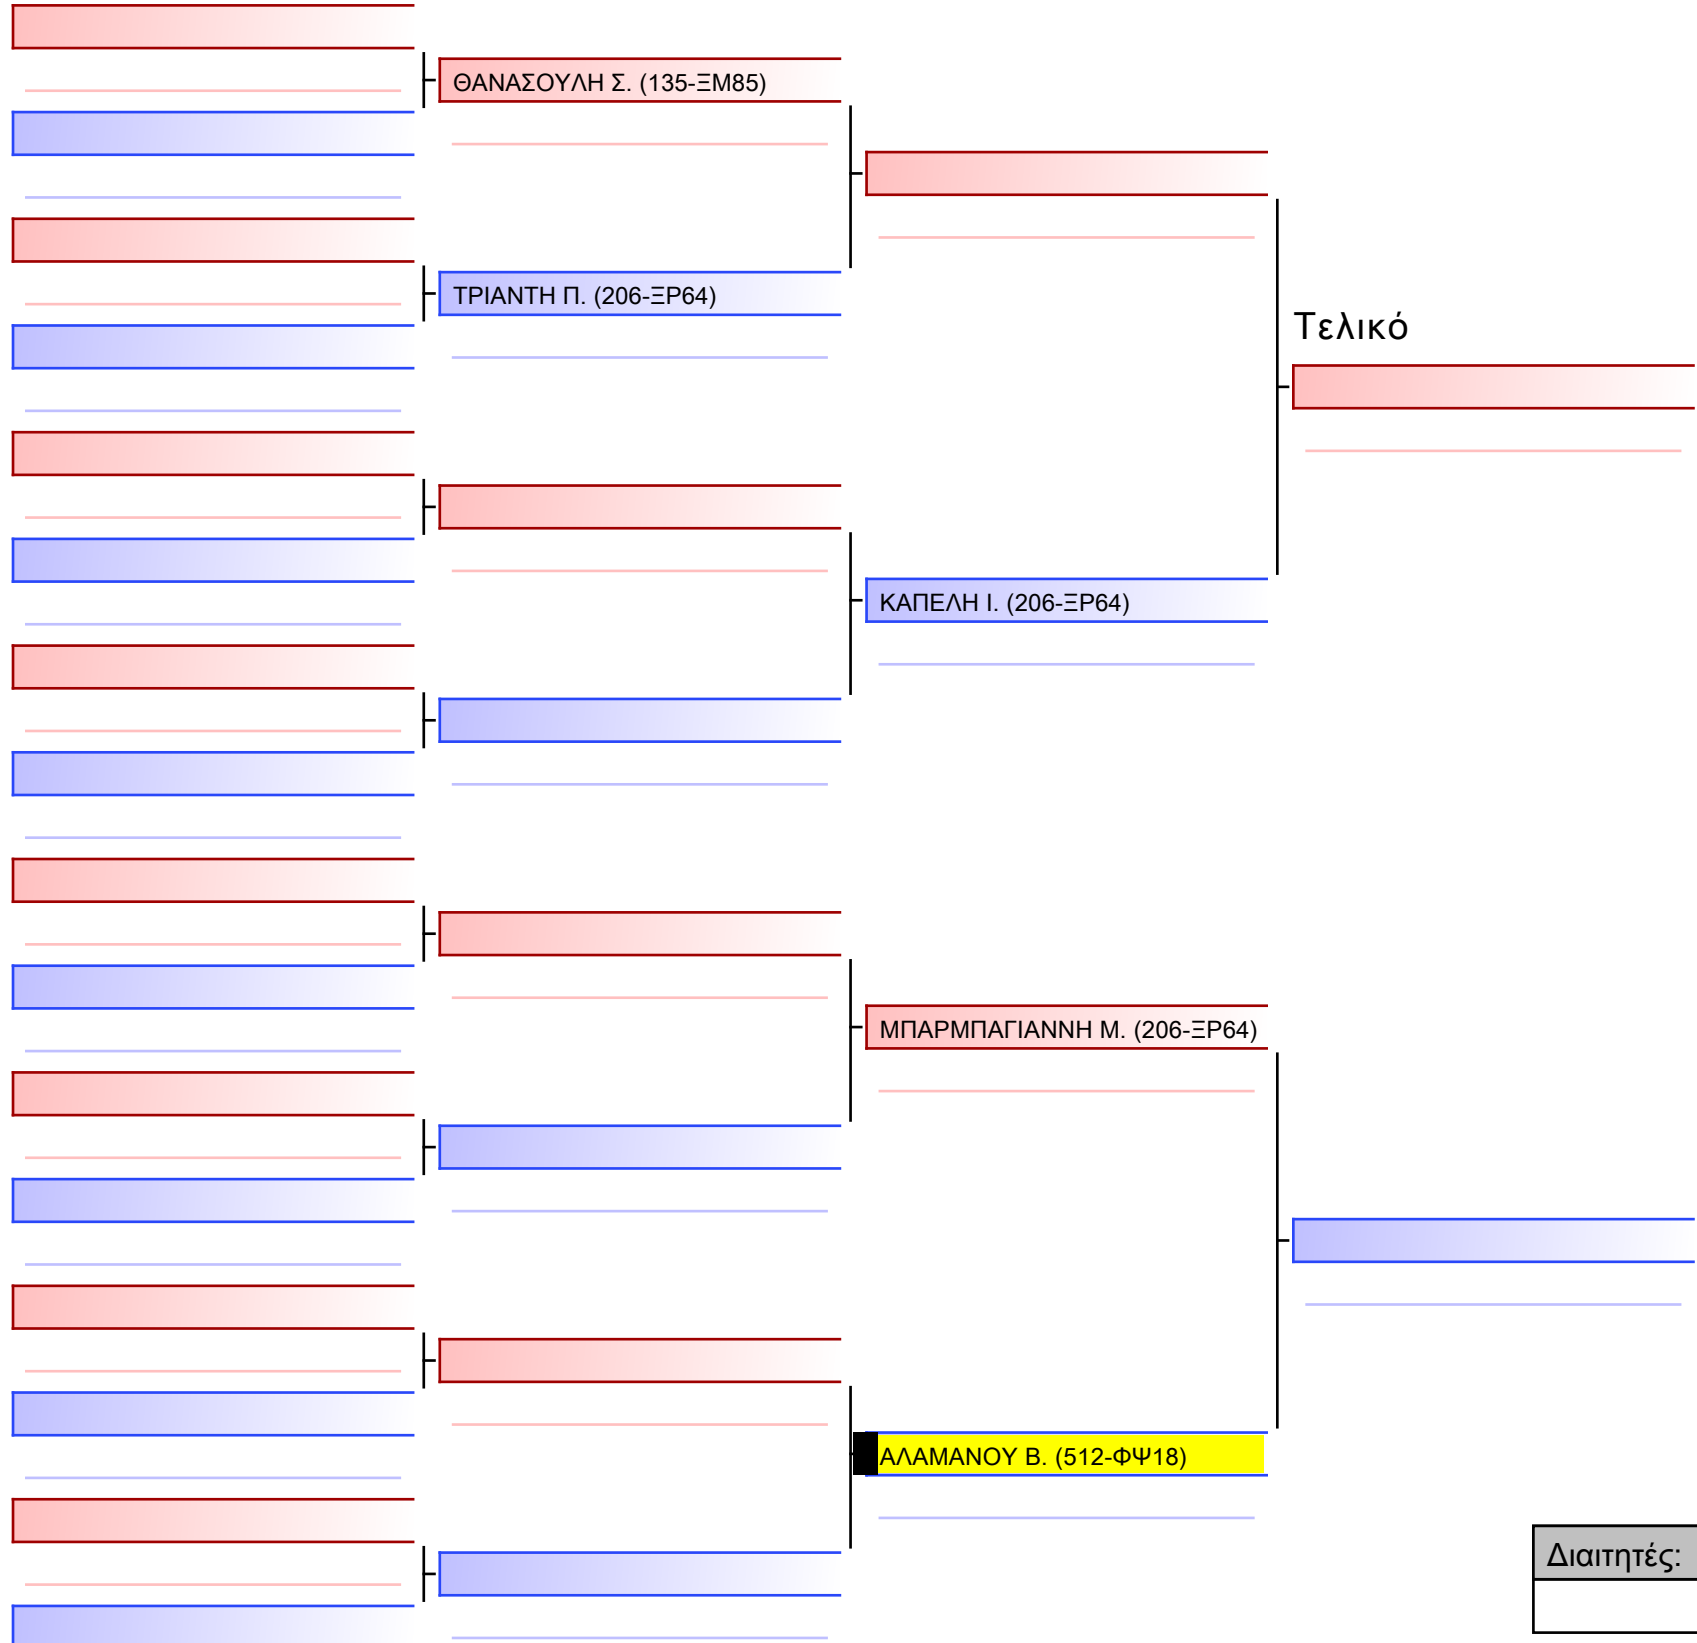 ΘΑΝΑΣΟΥΛΗ Σ. (135-ΞΜ85)
ΤΡΙΑΝΤΗ Π. (206-ΞΡ64)
Τελικό
ΚΑΠΕΛΗ Ι. (206-ΞΡ64)
ΜΠΑΡΜΠΑΓΙΑΝΝΗ Μ. (206-ΞΡ64)
ΑΛΑΜΑΝΟΥ Β. (512-ΦΨ18)
Διαιτητές: